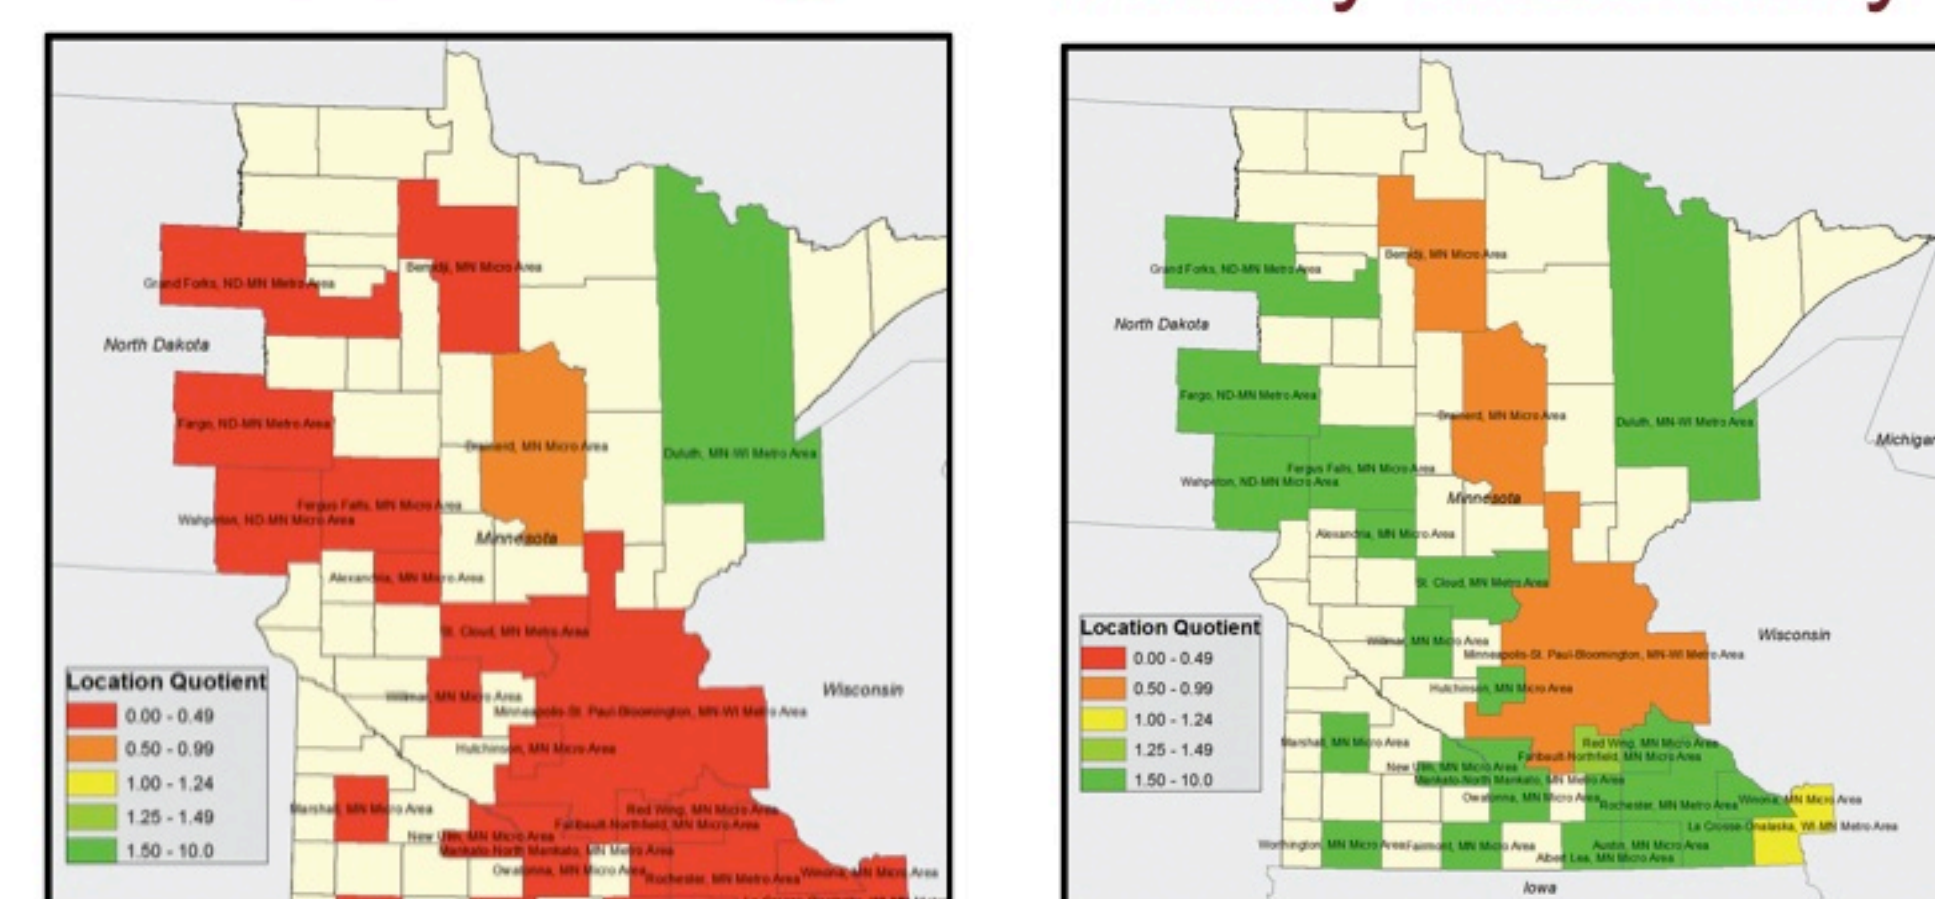 Grand Forks, ND-MN Metro Area
Bemidji, MN Micro Area
North Dakota
Fargo, ND-MN Metro Area
Brainerd, MN Micro Area
Duluth, MN-WI Metro Area
Fergus Falls, MN Micro Area
Wahpeton, ND-MN Micro Area
Minnesota
Alexandria, MN Micro Area
St. Cloud, MN Metro Area
Location Quotient
0.00 - 0.49
0.50 - 0.99
1.00 - 1.24
1.25 - 1.49
1.50 - 10.0
Wisconsin
Willmar, MN Micro Area
Minneapolis-St. Paul-Bloomington, MN-WI Metro Area
Hutchinson, MN Micro Area
Marshall, MN Micro Area
Red Wing, MN Micro Area
Faribault-Northfield, MN Micro Area
New Ulm, MN Micro Area
Mankato-North Mankato, MN Metro Area
Owatonna, MN Micro Area
Rochester, MN Metro Area
Winona, MN Micro Area
Bemidji, MN Micro Area
Grand Forks, ND-MN Metro Area
North Dakota
Fargo, ND-MN Metro Area
Brainerd, MN Micro Area
Duluth, MN-WI Metro Area
Michigan
Fergus Falls, MN Micro Area
Wahpeton, ND-MN Micro Area
Minnesota
Alexandria, MN Micro Area
St. Cloud, MN Metro Area
Location Quotient
0.00 - 0.49
0.50 - 0.99
1.00 - 1.24
1.25 - 1.49
1.50 - 10.0
Wisconsin
Willmar, MN Micro Area
Minneapolis-St. Paul-Bloomington, MN-WI Metro Area
Hutchinson, MN Micro Area
Marshall, MN Micro Area
Red Wing, MN Micro Area
Faribault-Northfield, MN Micro Area
New Ulm, MN Micro Area
Mankato-North Mankato, MN Metro Area
Owatonna, MN Micro Area
Rochester, MN Metro Area
Winona, MN Micro Area
La Crosse-Onalaska, WI-MN Metro Area
Worthington, MN Micro Area
Fairmont, MN Micro Area
Austin, MN Micro Area
Albert Lea, MN Micro Area
Iowa